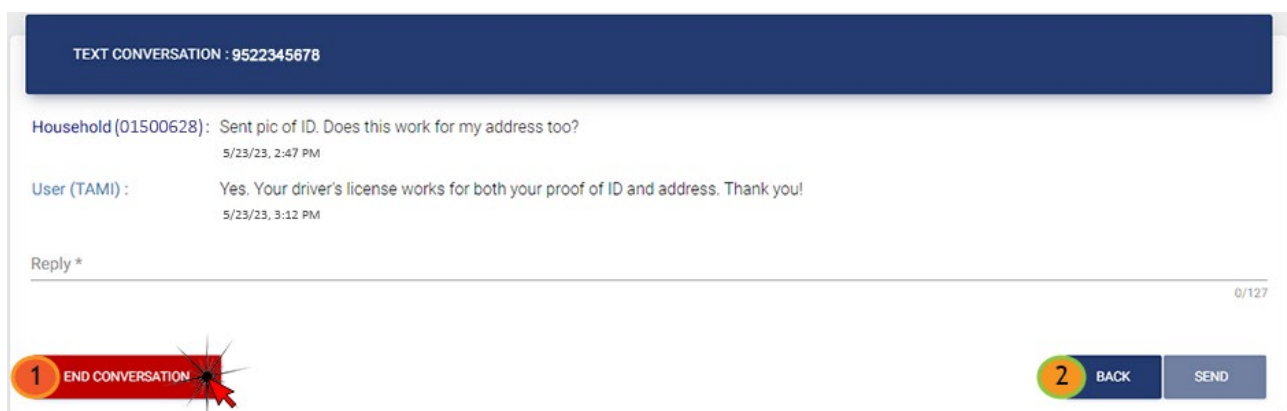 TEXT CONVERSATION : 9522345678
Household (01500628): Sent pic of ID. Does this work for my address too?
5/23/23, 2:47 PM
User (TAMI) : Yes. Your driver's license works for both your proof of ID and address. Thank you!
5/23/23, 3:12 PM
Reply *
0/127
1 END CONVERSATION 2 BACK SEND